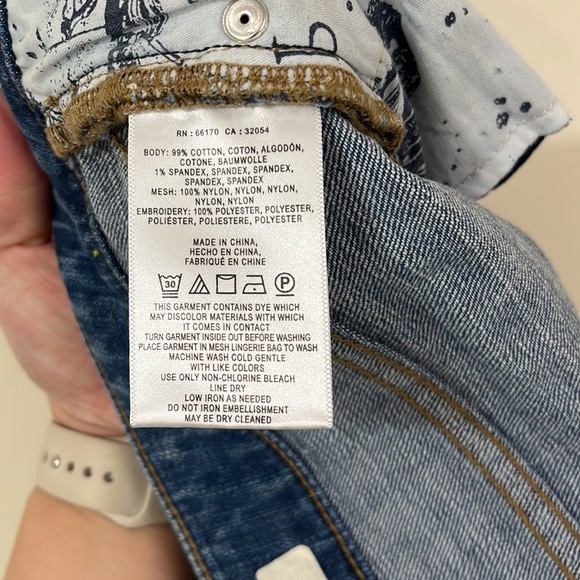 RN : 66170 CA : 32054
BODY: 99% COTTON, COTON, ALGODÓN,
COTONE, BAUMWOLLE
1% SPANDEX, SPANDEX, SPANDEX,
SPANDEX, SPANDEX
MESH: 100% NYLON, NYLON, NYLON,
NYLON, NYLON
EMBROIDERY: 100% POLYESTER, POLYESTER,
POLIÉSTER, POLIESTERE, POLYESTER
MADE IN CHINA,
HECHO EN CHINA,
FABRIQUÉ EN CHINE
30 P
THIS GARMENT CONTAINS DYE WHICH
MAY DISCOLOR MATERIALS WITH WHICH
IT COMES IN CONTACT
TURN GARMENT INSIDE OUT BEFORE WASHING
PLACE GARMENT IN MESH LINGERIE BAG TO WASH
MACHINE WASH COLD GENTLE
WITH LIKE COLORS
USE ONLY NON-CHLORINE BLEACH
LINE DRY
LOW IRON AS NEEDED
DO NOT IRON EMBELLISHMENT
MAY BE DRY CLEANED